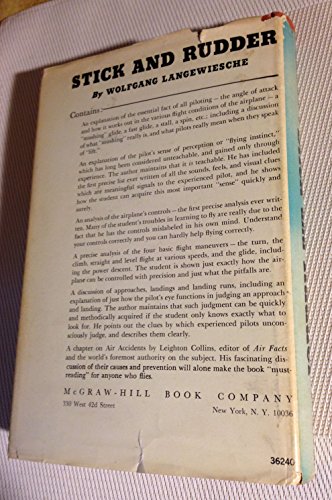 STICK AND RUDDER
By WOLFGANG LANGEWIESCHE
Contains:
An explanation of the essential fact of all piloting – the angle of attack
and how it works out in the various flight conditions of the airplane – a
"mushing" glide, a fast glide, a stall, a spin, etc.; including a discussion
of what "mushing" really is, and what pilots really mean when they speak
of "lift."
An explanation of the pilot's sense of perception or "flying instinct,"
which has long been considered unteachable, and gained only through
experience. The author maintains that it is teachable. He has included
the first precise list ever written of all the sounds, feels, and visual clues
which are meaningful signals to the experienced pilot, and he shows
how the student can acquire this most important "sense" quickly and
surely.
An analysis of the airplane's controls – the first precise analysis ever writ-
ten. Many of the student's troubles in learning to fly are really due to the
fact that he has the controls mislabeled in his own mind. Understand
your controls correctly and you can hardly help flying correctly.
A precise analysis of the four basic flight maneuvers – the turn, the
climb, straight and level flight at various speeds, and the glide, includ-
ing the power descent. The student is shown just exactly how the air-
plane can be controlled with precision and just what the pitfalls are.
A discussion of approaches, landings and landing runs, including an
explanation of just how the pilot's eye functions in judging an approach
and landing. The author maintains that such judgment can be quickly
and methodically acquired if the student only knows exactly what to
look for. He points out the clues by which experienced pilots uncon-
sciously judge, and describes them clearly.
A chapter on Air Accidents by Leighton Collins, editor of Air Facts
and the world's foremost authority on the subject. His fascinating dis-
cussion of their causes and prevention will alone make the book "must-
reading" for anyone who flies.
McGRAW-HILL BOOK COMPANY
330 West 42d Street New York, N. Y. 10036
36240